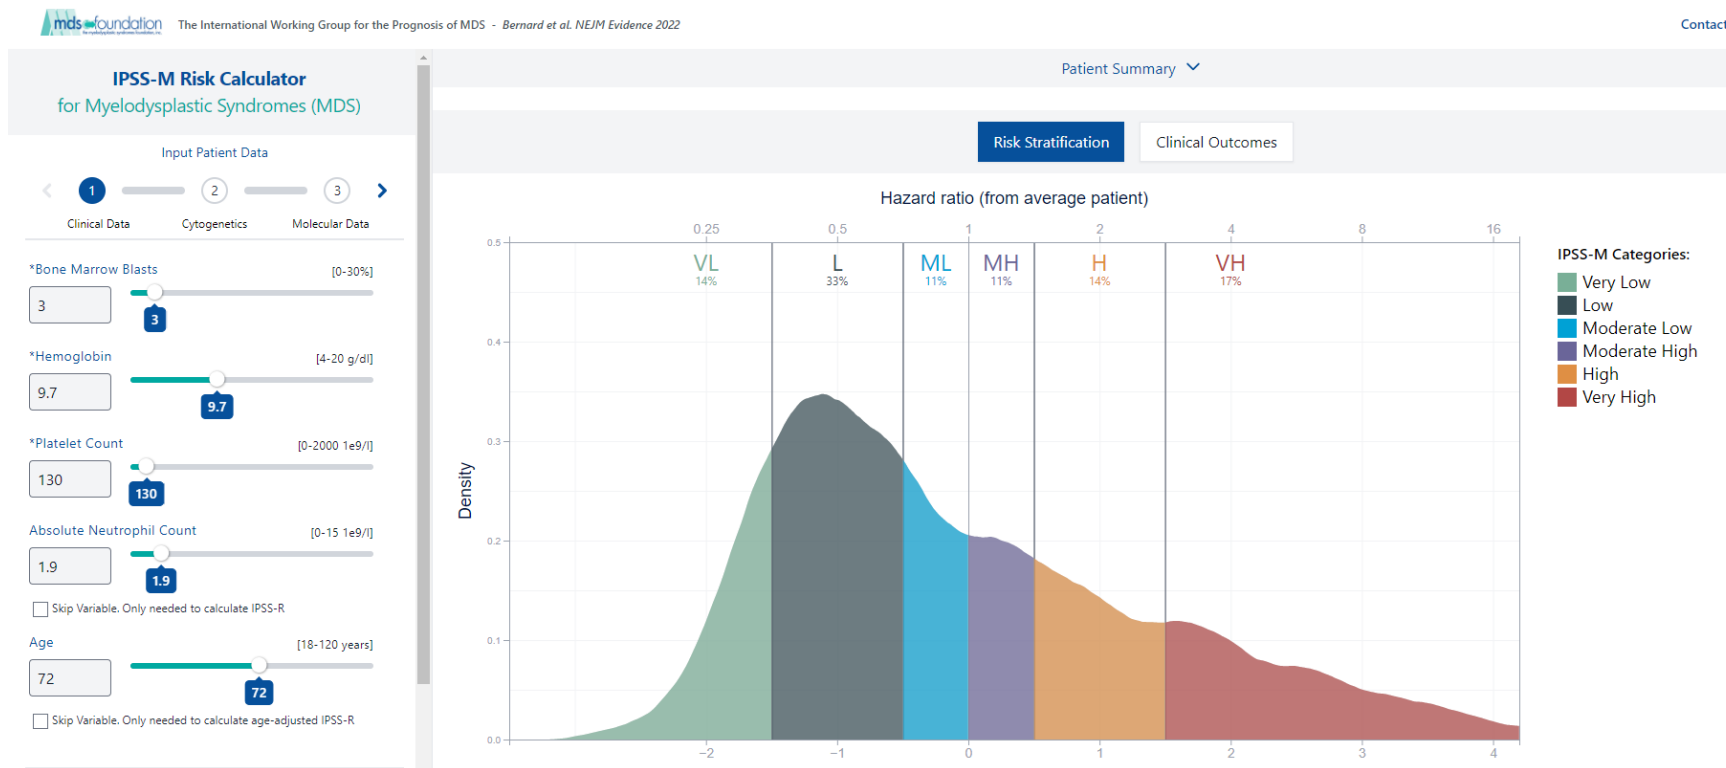 mds foundation
The International Working Group for the Prognosis of MDS - Bernard et al. NEJM Evidence 2022
Contact
IPSS-M Risk Calculator
for Myelodysplastic Syndromes (MDS)
Input Patient Data
1 2 3
Clinical Data Cytogenetics Molecular Data
*Bone Marrow Blasts [0-30%]
3
3
*Hemoglobin [4-20 g/dl]
9.7
9.7
*Platelet Count [0-2000 1e9/l]
130
130
Absolute Neutrophil Count [0-15 1e9/l]
1.9
1.9
Skip Variable. Only needed to calculate IPSS-R
Age [18-120 years]
72
72
Skip Variable. Only needed to calculate age-adjusted IPSS-R
Patient Summary
Risk Stratification Clinical Outcomes
Hazard ratio (from average patient)
0.25 0.5 1 2 4 8 16
VL L ML MH H VH
14% 33% 11% 11% 14% 17%
0.5
0.4
0.3
0.2
0.1
0.0
Density
−2 −1 0 1 2 3 4
IPSS-M Categories:
Very Low
Low
Moderate Low
Moderate High
High
Very High